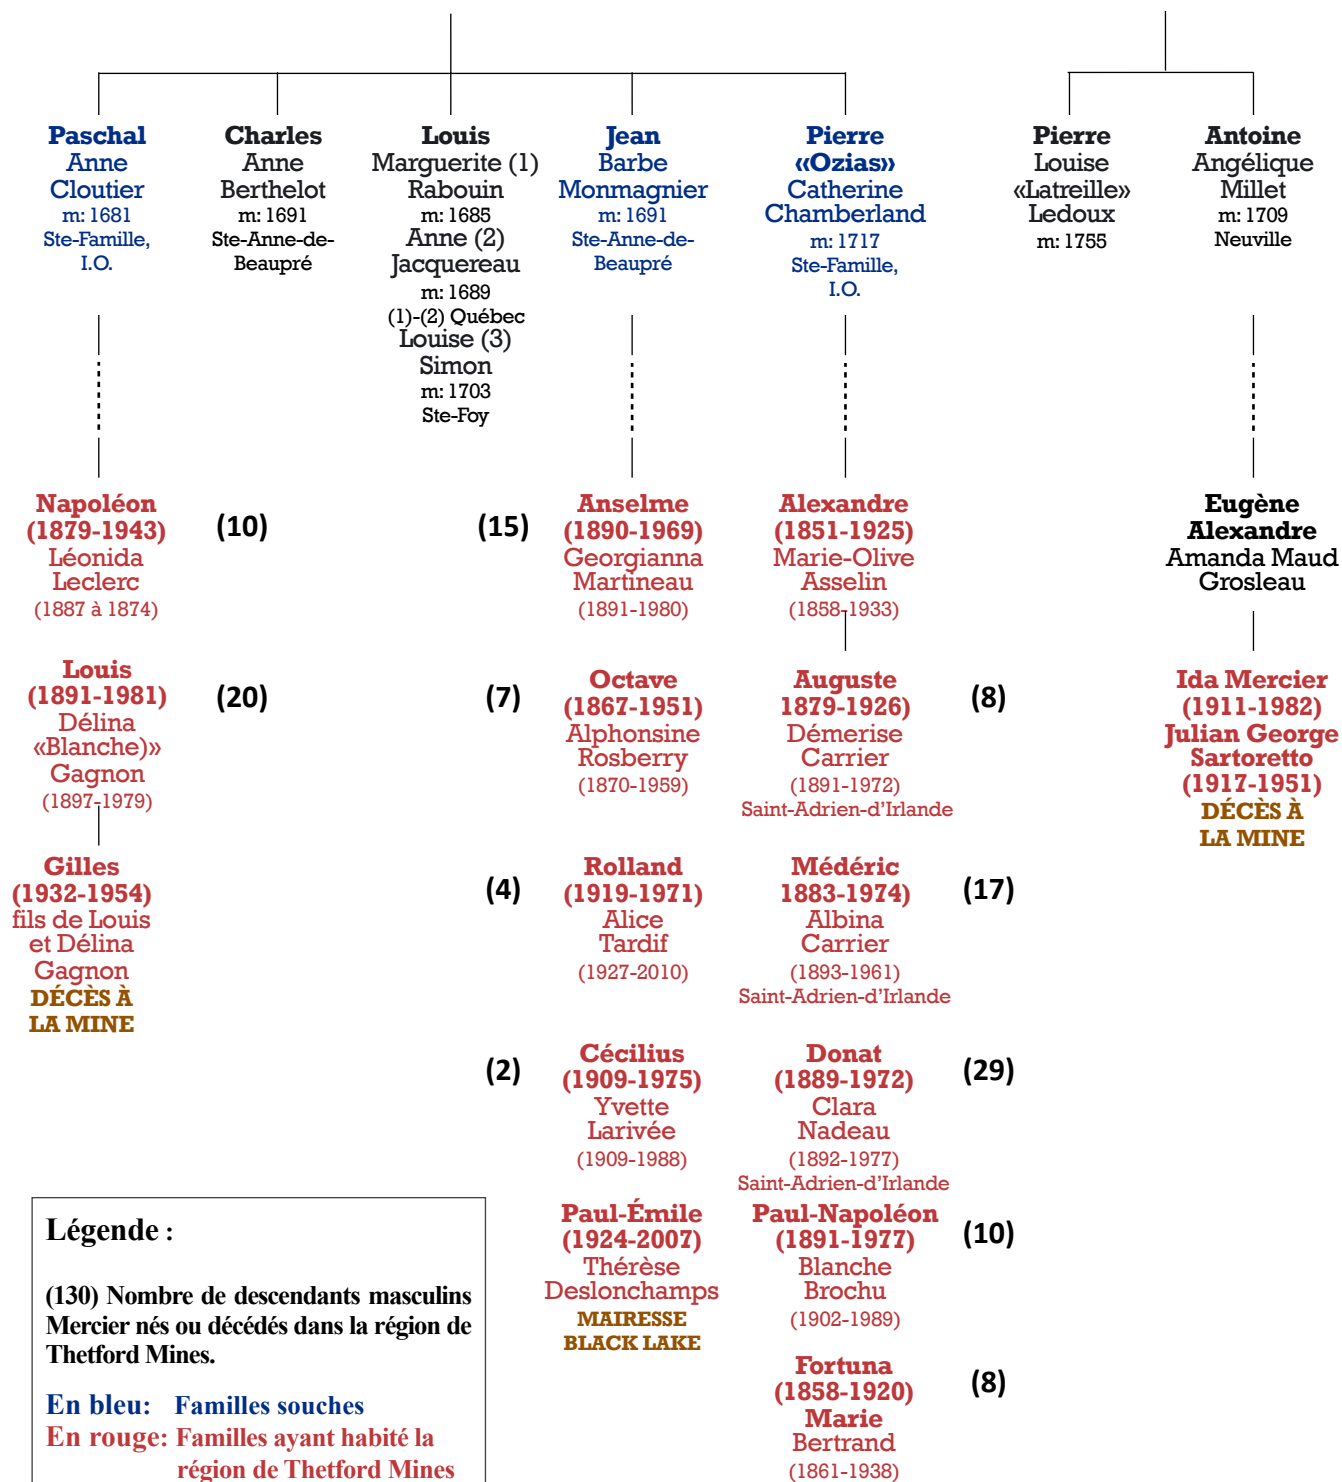 Paschal
Anne
Cloutier
m: 1681
Ste-Famille,
I.O.
Charles
Anne
Berthelot
m: 1691
Ste-Anne-de-
Beaupré
Louis
Marguerite (1)
Rabouin
m: 1685
Anne (2)
Jacquereau
m: 1689
(1)-(2) Québec
Louise (3)
Simon
m: 1703
Ste-Foy
Jean
Barbe
Monmagnier
m: 1691
Ste-Anne-de-
Beaupré
Pierre
«Ozias»
Catherine
Chamberland
m: 1717
Ste-Famille,
I.O.
Pierre
Louise
«Latreille»
Ledoux
m: 1755
Antoine
Angélique
Millet
m: 1709
Neuville
Napoléon
(1879-1943)
Léonida
Leclerc
(1887 à 1874)
(10)
(15)
Anselme
(1890-1969)
Georgianna
Martineau
(1891-1980)
Alexandre
(1851-1925)
Marie-Olive
Asselin
(1858-1933)
Eugène
Alexandre
Amanda Maud
Grosleau
Louis
(1891-1981)
Délina
«Blanche)»
Gagnon
(1897-1979)
(20)
(7)
Octave
(1867-1951)
Alphonsine
Rosberry
(1870-1959)
Auguste
1879-1926)
Démerise
Carrier
(1891-1972)
Saint-Adrien-d'Irlande
(8)
Ida Mercier
(1911-1982)
Julian George
Sartoretto
(1917-1951)
DÉCÈS À
LA MINE
Gilles
(1932-1954)
fils de Louis
et Délina
Gagnon
DÉCÈS À
LA MINE
(4)
Rolland
(1919-1971)
Alice
Tardif
(1927-2010)
Médéric
1883-1974)
Albina
Carrier
(1893-1961)
Saint-Adrien-d'Irlande
(17)
(2)
Cécilius
(1909-1975)
Yvette
Larivée
(1909-1988)
Donat
(1889-1972)
Clara
Nadeau
(1892-1977)
Saint-Adrien-d'Irlande
(29)
Paul-Émile
(1924-2007)
Thérèse
Deslonchamps
MAIRESSE
BLACK LAKE
Paul-Napoléon
(1891-1977)
Blanche
Brochu
(1902-1989)
(10)
Fortuna
(1858-1920)
Marie
Bertrand
(1861-1938)
(8)
Légende :
(130) Nombre de descendants masculins
Mercier nés ou décédés dans la région de
Thetford Mines.
En bleu: Familles souches
En rouge: Familles ayant habité la
région de Thetford Mines